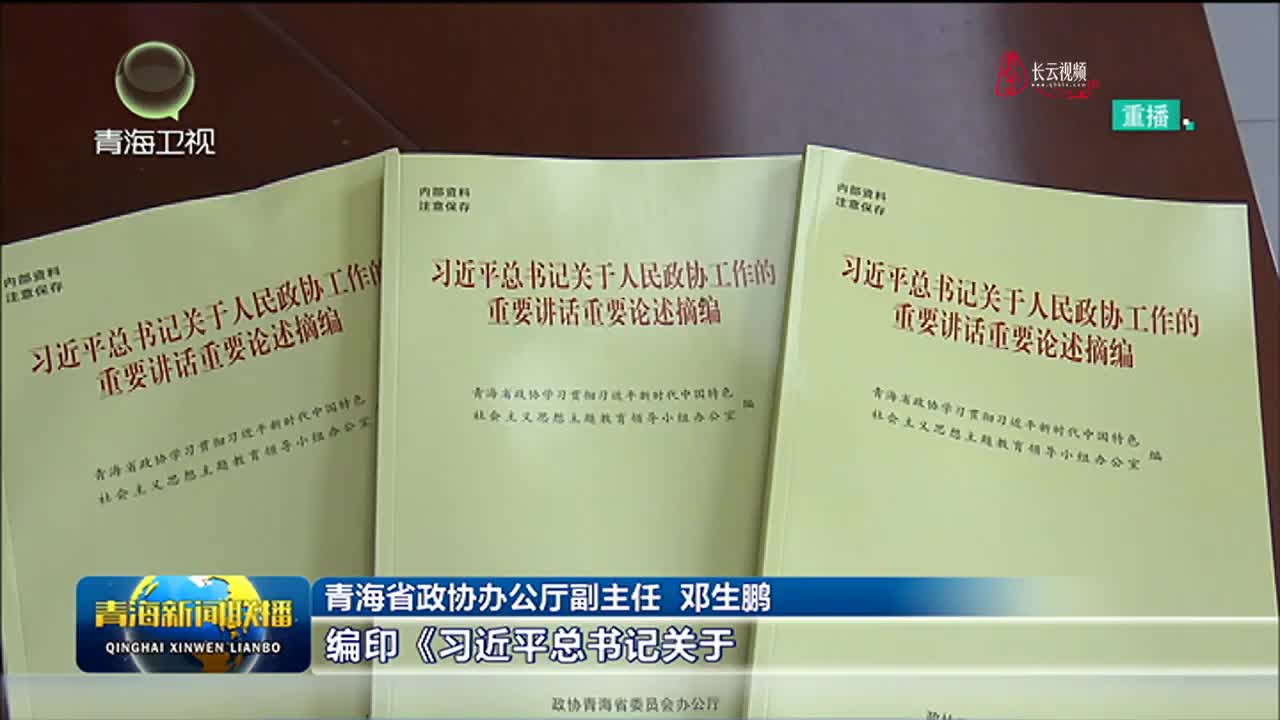 青海卫视
长云视频
重播
内部资料
注意保存
习近平总书记关于人民政协工作的
重要讲话重要论述摘编
青海省政协学习贯彻习近平新时代中国特色
社会主义思想主题教育领导小组办公室
内部资料
注意保存
习近平总书记关于人民政协工作的
重要讲话重要论述摘编
青海省政协学习贯彻习近平新时代中国特色
社会主义思想主题教育领导小组办公室 编
政协青海省委员会办公厅
内部资料
注意保存
习近平总书记关于人民政协工作的
重要讲话重要论述摘编
青海省政协学习贯彻习近平新时代中国特色
社会主义思想主题教育领导小组办公室 编
青海新闻联播
QINGHAI XINWEN LIANBO
青海省政协办公厅副主任 邓生鹏
编印《习近平总书记关于